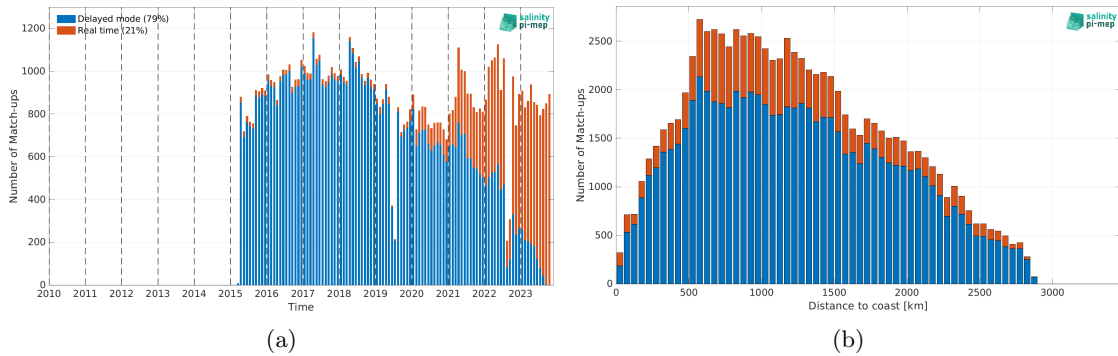 Delayed mode (79%)
Real time (21%)
salinity
pi-mep
Number of Match-ups
1200
1000
800
600
400
200
0
2010 2011 2012 2013 2014 2015 2016 2017 2018 2019 2020 2021 2022 2023
Time
(a)
salinity
pi-mep
Number of Match-ups
2500
2000
1500
1000
500
0
0 500 1000 1500 2000 2500 3000
Distance to coast [km]
(b)